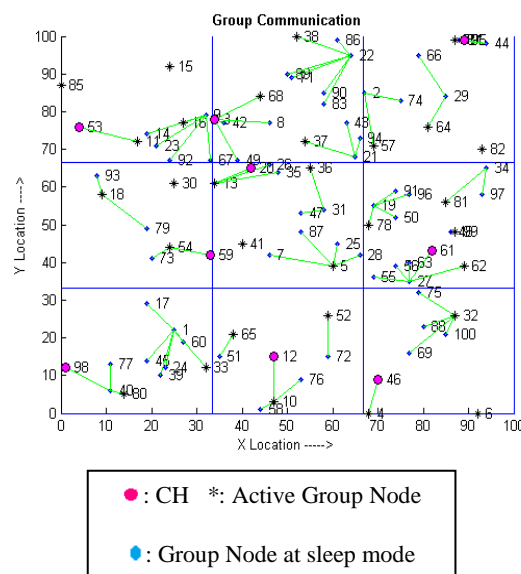 Group Communication
100
90
80
70
60
50
40
30
20
10
0
Y Location --->
38 86 44
15 22 66
85 89 11
68 90 2 29
83 74
53 14 16 42 8 43 64
11 23 37 94 57 82
92 67 49 21
93 30 13 20 26 35 36 34
18 19 91 96 81 97
79 47 31 50
87 78
73 54 59 41 7 25 28 61
5 55 63 62
27
17 75
1 52 32
60 65 88 100
45 24 33 51 12 72 69
98 77 39 76 46
40 80 10
58 4 6
0 10 20 30 40 50 60 70 80 90 100
X Location ---->
: CH *: Active Group Node
: Group Node at sleep mode